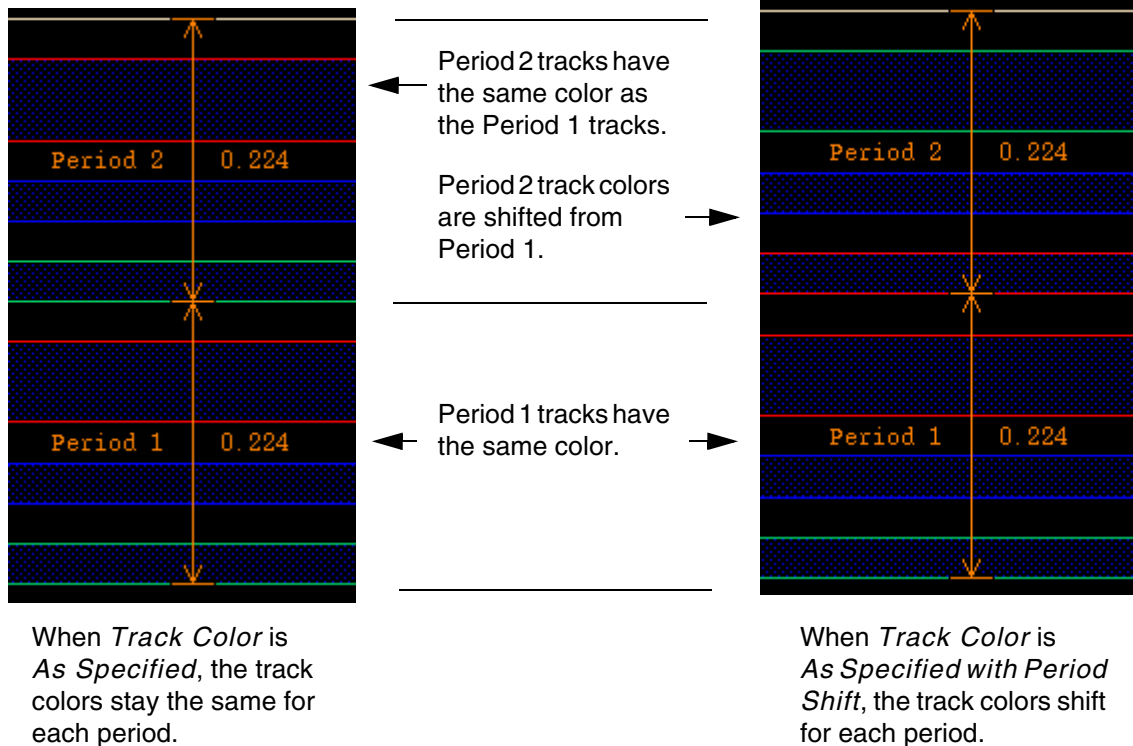 Period 2 0.224
Period 1 0.224
Period 2 tracks have
the same color as
the Period 1 tracks.
Period 2 track colors
are shifted from
Period 1.
Period 1 tracks have
the same color.
Period 2 0.224
Period 1 0.224
When Track Color is
As Specified, the track
colors stay the same for
each period.
When Track Color is
As Specified with Period
Shift, the track colors shift
for each period.